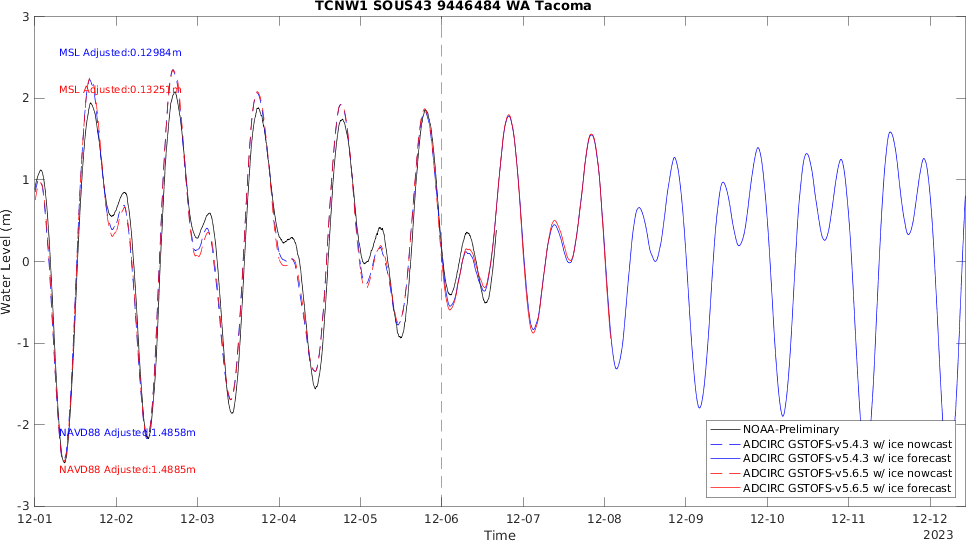 TCNW1 SOUS43 9446484 WA Tacoma
3
2
1
0
-1
-2
-3
Water Level (m)
MSL Adjusted:0.12984m
MSL Adjusted:0.13251m
NAVD88 Adjusted:1.4858m
NAVD88 Adjusted:1.4885m
NOAA-Preliminary
ADCIRC GSTOFS-v5.4.3 w/ ice nowcast
ADCIRC GSTOFS-v5.4.3 w/ ice forecast
ADCIRC GSTOFS-v5.6.5 w/ ice nowcast
ADCIRC GSTOFS-v5.6.5 w/ ice forecast
12-01 12-02 12-03 12-04 12-05 12-06 12-07 12-08 12-09 12-10 12-11 12-12
2023
Time